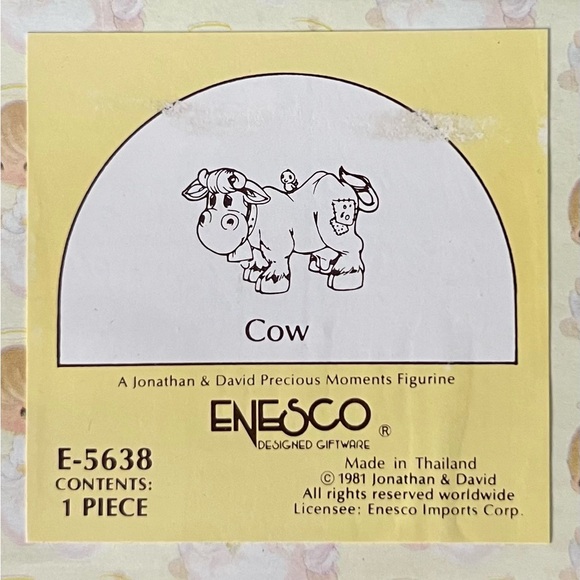 Cow
A Jonathan & David Precious Moments Figurine
ENESCO ®
DESIGNED GIFTWARE
E-5638
CONTENTS:
1 PIECE
Made in Thailand
© 1981 Jonathan & David
All rights reserved worldwide
Licensee: Enesco Imports Corp.